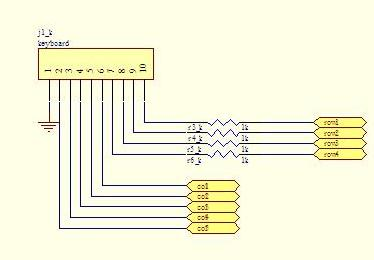 j1_k
keyboard
1 2 3 4 5 6 7 8 9 10
r3_k 1k row1
r4_k 1k row2
r5_k 1k row3
r6_k 1k row4
col1
col2
col3
col4
col5